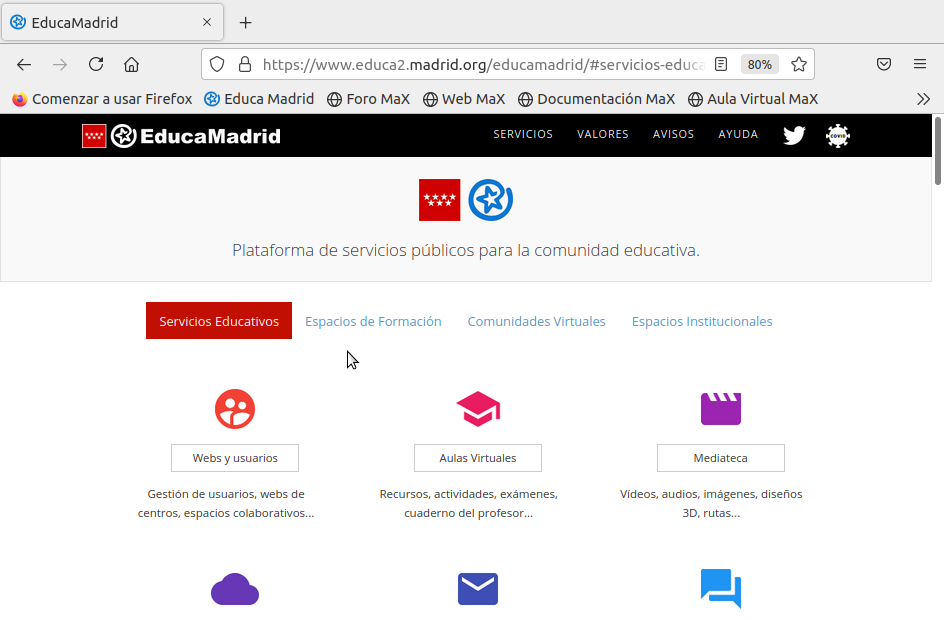 EducaMadrid
https://www.educa2.madrid.org/educamadrid/#servicios-educa
80%
Comenzar a usar Firefox
Educa Madrid
Foro MaX
Web MaX
Documentación MaX
Aula Virtual MaX
EducaMadrid
SERVICIOS
VALORES
AVISOS
AYUDA
COVID
Plataforma de servicios públicos para la comunidad educativa.
Servicios Educativos
Espacios de Formación
Comunidades Virtuales
Espacios Institucionales
Webs y usuarios
Gestión de usuarios, webs de
centros, espacios colaborativos...
Aulas Virtuales
Recursos, actividades, exámenes,
cuaderno del profesor...
Mediateca
Vídeos, audios, imágenes, diseños
3D, rutas...